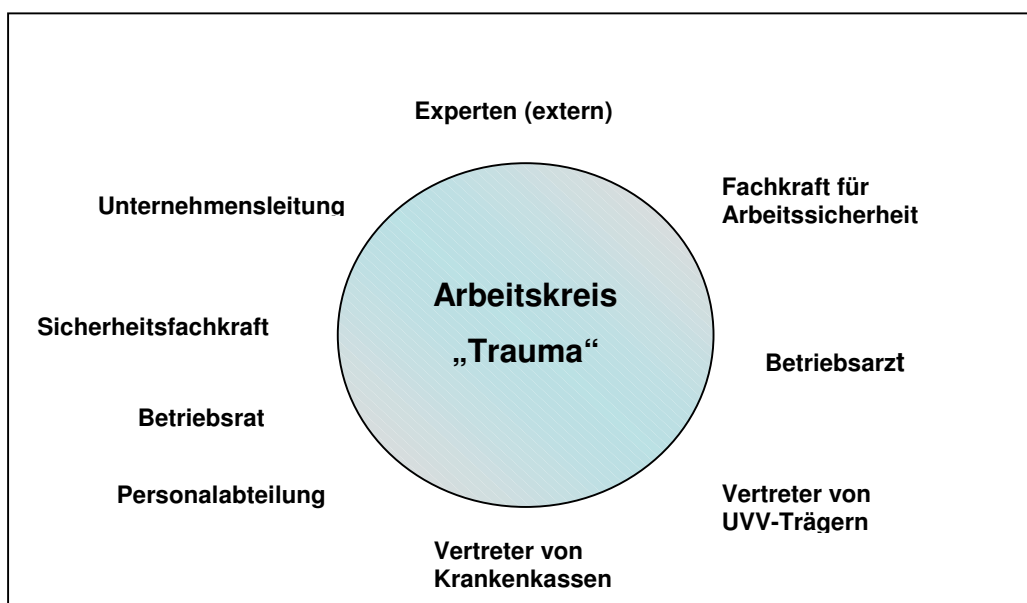 Experten (extern)
Unternehmensleitung
Fachkraft für
Arbeitssicherheit
Arbeitskreis
„Trauma“
Sicherheitsfachkraft
Betriebsarzt
Betriebsrat
Personalabteilung
Vertreter von
UVV-Trägern
Vertreter von
Krankenkassen